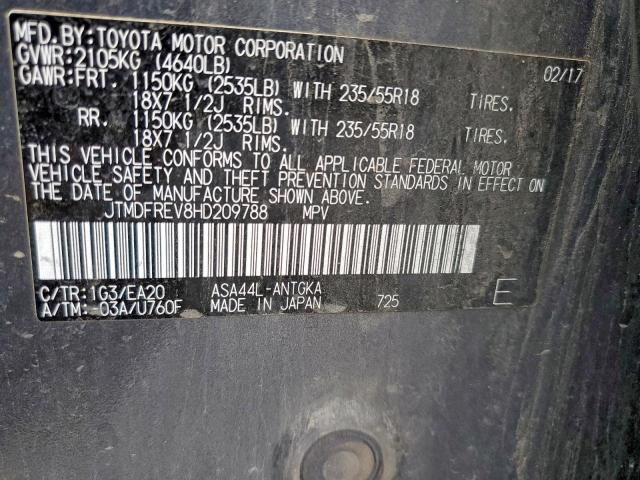 MFD.BY:TOYOTA MOTOR CORPORATION 02/17
GVWR:2105KG (4640LB)
GAWR:FRT. 1150KG (2535LB) WITH 235/55R18 TIRES.
18X7 1/2J RIMS.
RR. 1150KG (2535LB) WITH 235/55R18 TIRES.
18X7 1/2J RIMS.
THIS VEHICLE CONFORMS TO ALL APPLICABLE FEDERAL MOTOR
VEHICLE SAFETY AND THEFT PREVENTION STANDARDS IN EFFECT ON
THE DATE OF MANUFACTURE SHOWN ABOVE.
JTMDFREV8HD209788 MPV
C/TR:1G3/EA20 ASA44L-ANTGKA
A/TM:-03A/U760F MADE IN JAPAN 725 E